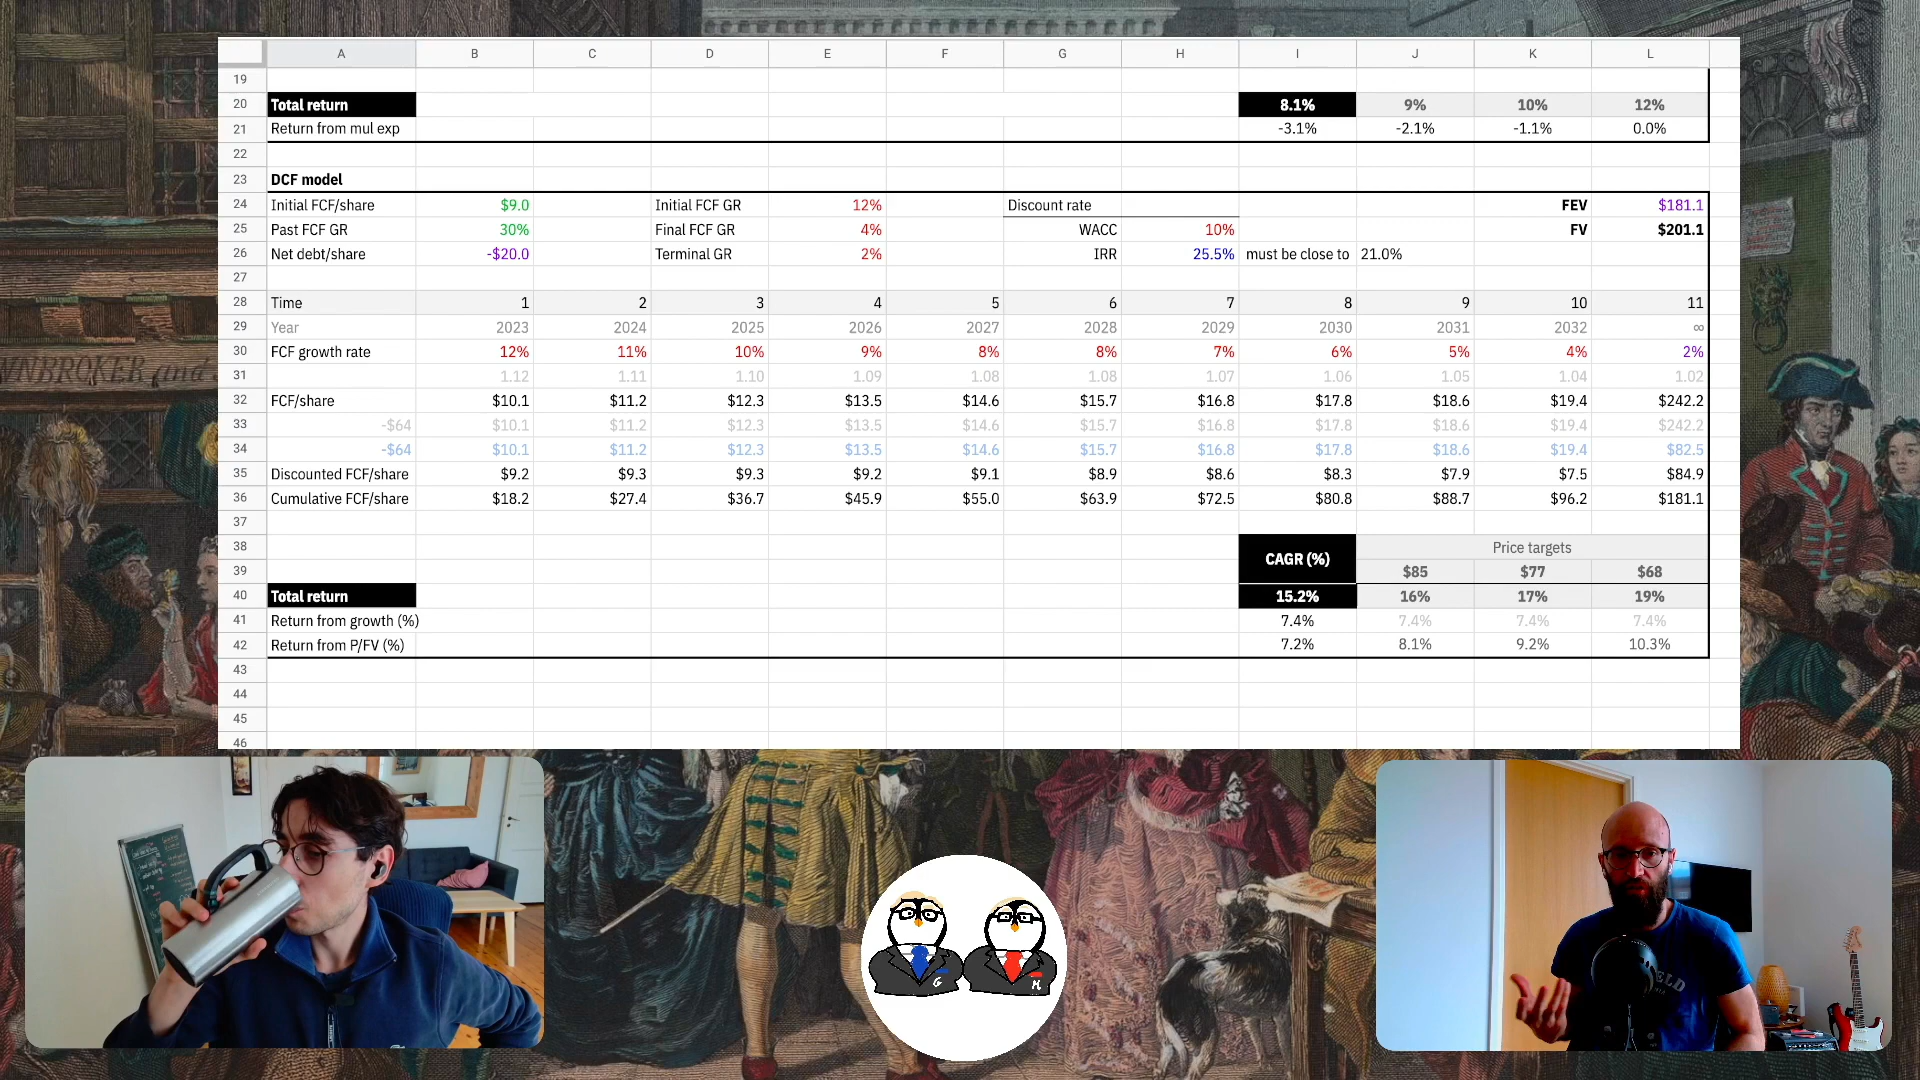 A B C D E F G H I J K L
19
20 Total return 8.1% 9% 10% 12%
21 Return from mul exp -3.1% -2.1% -1.1% 0.0%
22
23 DCF model
24 Initial FCF/share $9.0 Initial FCF GR 12% Discount rate FEV $181.1
25 Past FCF GR 30% Final FCF GR 4% WACC 10% FV $201.1
26 Net debt/share -$20.0 Terminal GR 2% IRR 25.5% must be close to 21.0%
27
28 Time 1 2 3 4 5 6 7 8 9 10 11
29 Year 2023 2024 2025 2026 2027 2028 2029 2030 2031 2032 ∞
30 FCF growth rate 12% 11% 10% 9% 8% 8% 7% 6% 5% 4% 2%
31 1.12 1.11 1.10 1.09 1.08 1.08 1.07 1.06 1.05 1.04 1.02
32 FCF/share $10.1 $11.2 $12.3 $13.5 $14.6 $15.7 $16.8 $17.8 $18.6 $19.4 $242.2
33 -$64 $10.1 $11.2 $12.3 $13.5 $14.6 $15.7 $16.8 $17.8 $18.6 $19.4 $242.2
34 -$64 $10.1 $11.2 $12.3 $13.5 $14.6 $15.7 $16.8 $17.8 $18.6 $19.4 $82.5
35 Discounted FCF/share $9.2 $9.3 $9.3 $9.2 $9.1 $8.9 $8.6 $8.3 $7.9 $7.5 $84.9
36 Cumulative FCF/share $18.2 $27.4 $36.7 $45.9 $55.0 $63.9 $72.5 $80.8 $88.7 $96.2 $181.1
37
38 Price targets
39 CAGR (%) $85 $77 $68
40 Total return 15.2% 16% 17% 19%
41 Return from growth (%) 7.4% 7.4% 7.4% 7.4%
42 Return from P/FV (%) 7.2% 8.1% 9.2% 10.3%
43
44
45
46
G M